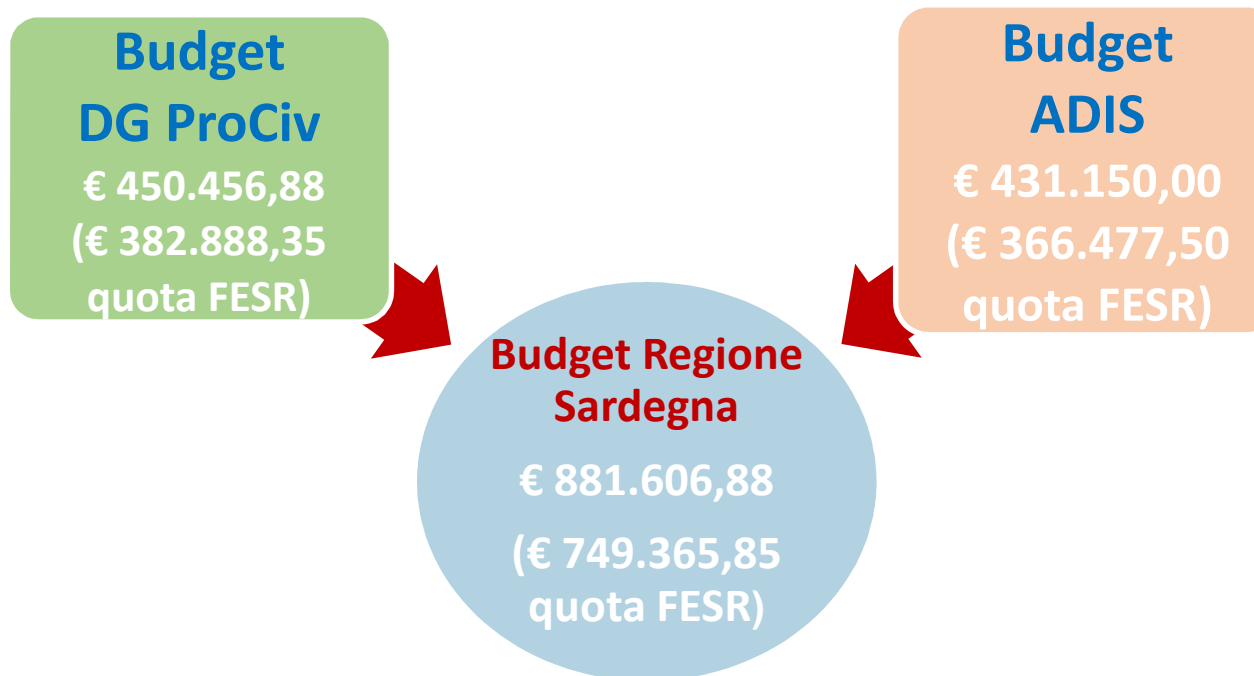 Budget
DG ProCiv
€ 450.456,88
(€ 382.888,35
quota FESR)
Budget
ADIS
€ 431.150,00
(€ 366.477,50
quota FESR)
Budget Regione
Sardegna
€ 881.606,88
(€ 749.365,85
quota FESR)